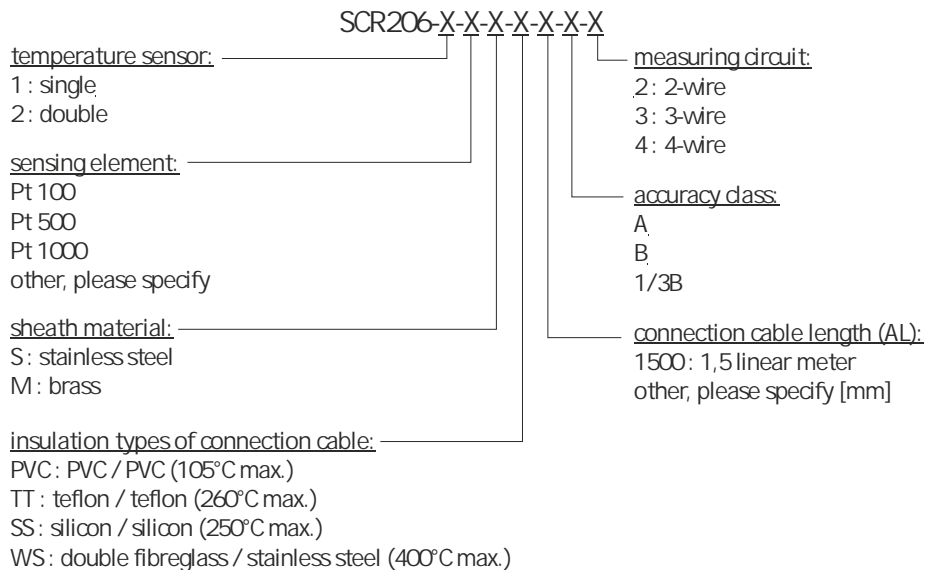 SCR206-X-X-X-X-X-X-X
temperature sensor:
1 : single
2 : double
sensing element:
Pt 100
Pt 500
Pt 1000
other, please specify
sheath material:
S : stainless steel
M : brass
insulation types of connection cable:
PVC : PVC / PVC (105°C max.)
TT : teflon / teflon (260°C max.)
SS : silicon / silicon (250°C max.)
WS : double fibreglass / stainless steel (400°C max.)
measuring circuit:
2 : 2-wire
3 : 3-wire
4 : 4-wire
accuracy class:
A
B
1/3B
connection cable length (AL):
1500 : 1,5 linear meter
other, please specify [mm]